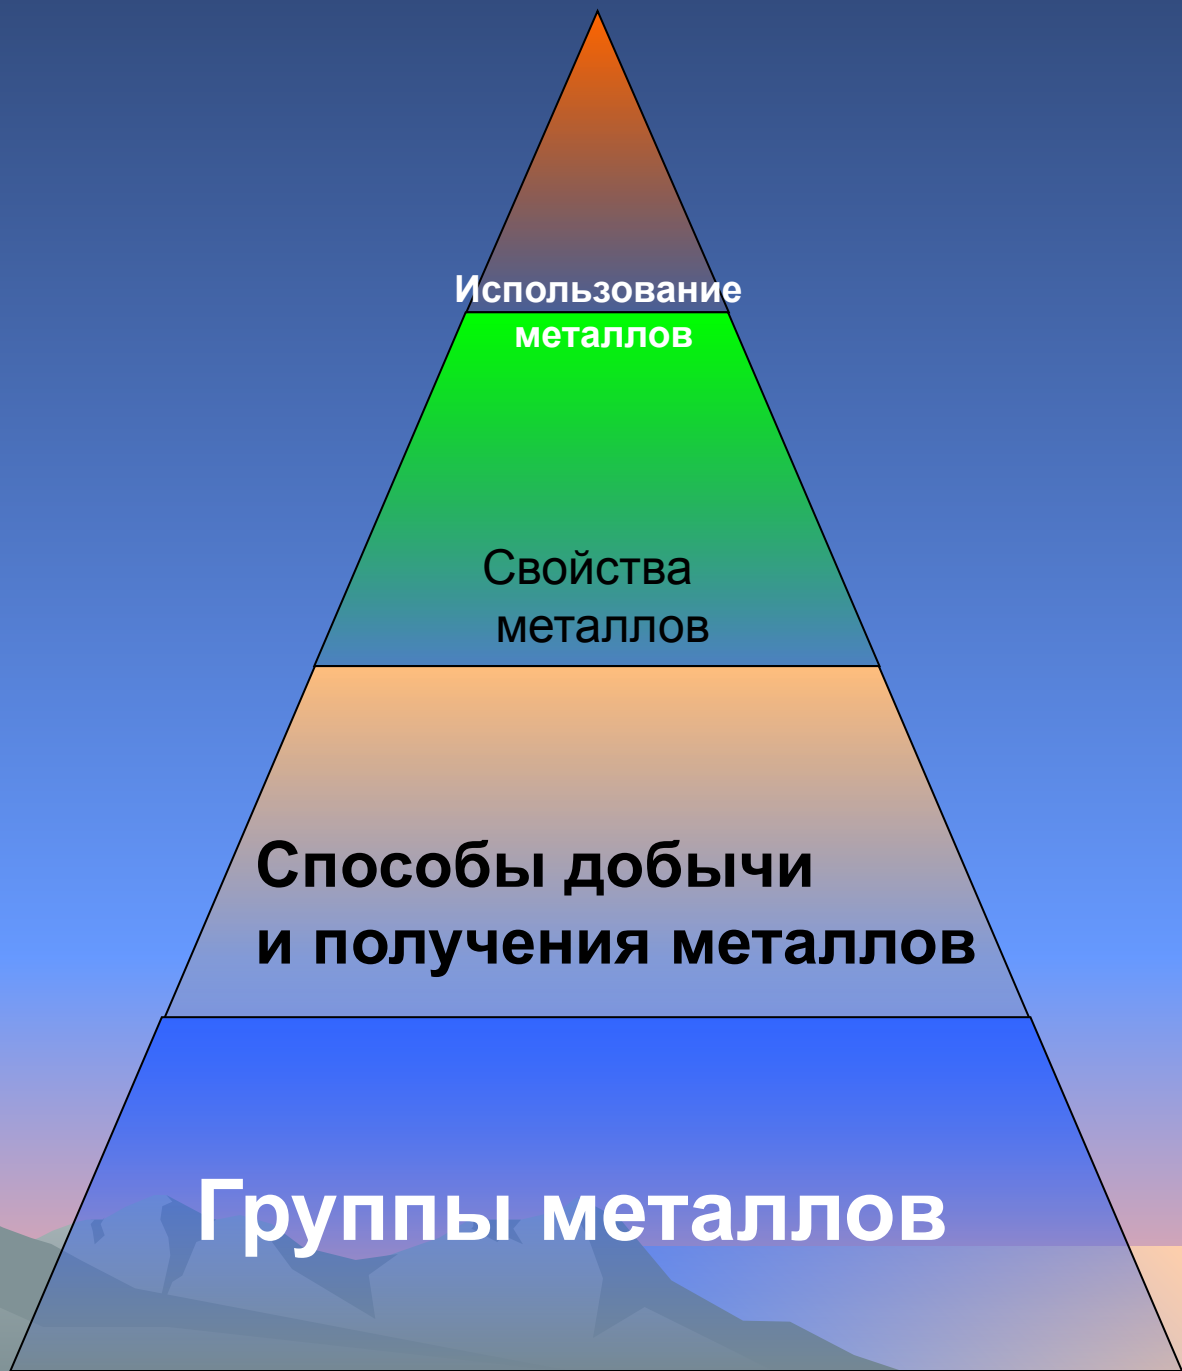 Использование
металлов
Свойства
металлов
Способы добычи
и получения металлов
Группы металлов